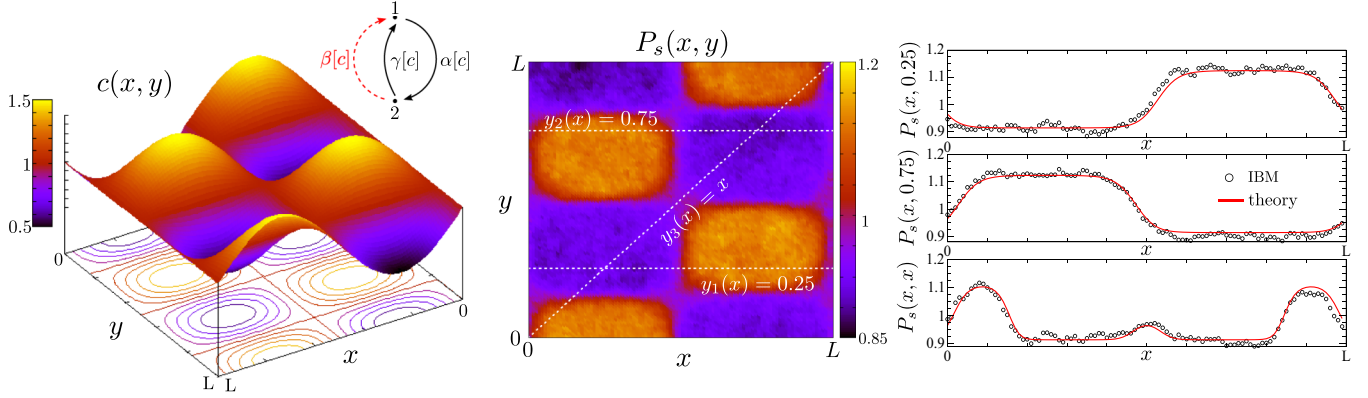 c(x, y)
1.5
0.5
1
β[c]
γ[c]
α[c]
2
0
y
L
L
x
0
P_s(x, y)
L
y_2(x) = 0.75
y_3(x) = x
y_1(x) = 0.25
y
0
0
x
L
1.2
1
0.85
P_s(x, 0.25)
1.2
1.1
1
0.9
0
x
L
P_s(x, 0.75)
1.2
1.1
1
0.9
IBM
theory
0
x
L
P_s(x, x)
1.2
1.1
1
0.9
0
x
L